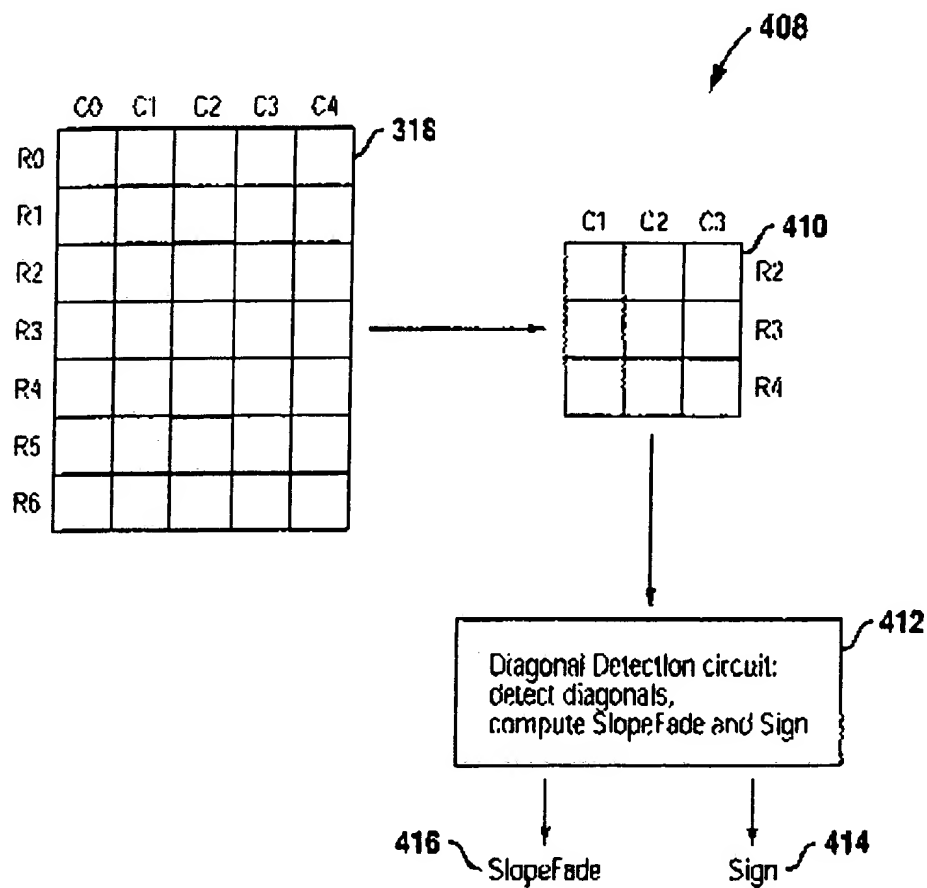 408
C0 C1 C2 C3 C4
318
R0
R1
R2
R3
R4
R5
R6
C1 C2 C3
410
R2
R3
R4
412
Diagonal Detection circuit:
detect diagonals,
compute SlopeFade and Sign
416
SlopeFade
Sign
414